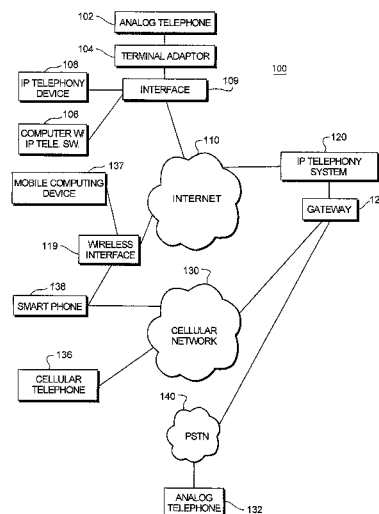 102
ANALOG TELEPHONE
104
TERMINAL ADAPTOR
108
IP TELEPHONY
DEVICE
INTERFACE
109
100
106
COMPUTER W/
IP TELE. SW.
110
INTERNET
120
IP TELEPHONY
SYSTEM
GATEWAY
12
137
MOBILE COMPUTING
DEVICE
119
WIRELESS
INTERFACE
130
CELLULAR
NETWORK
138
SMART PHONE
136
CELLULAR
TELEPHONE
140
PSTN
ANALOG
TELEPHONE
132